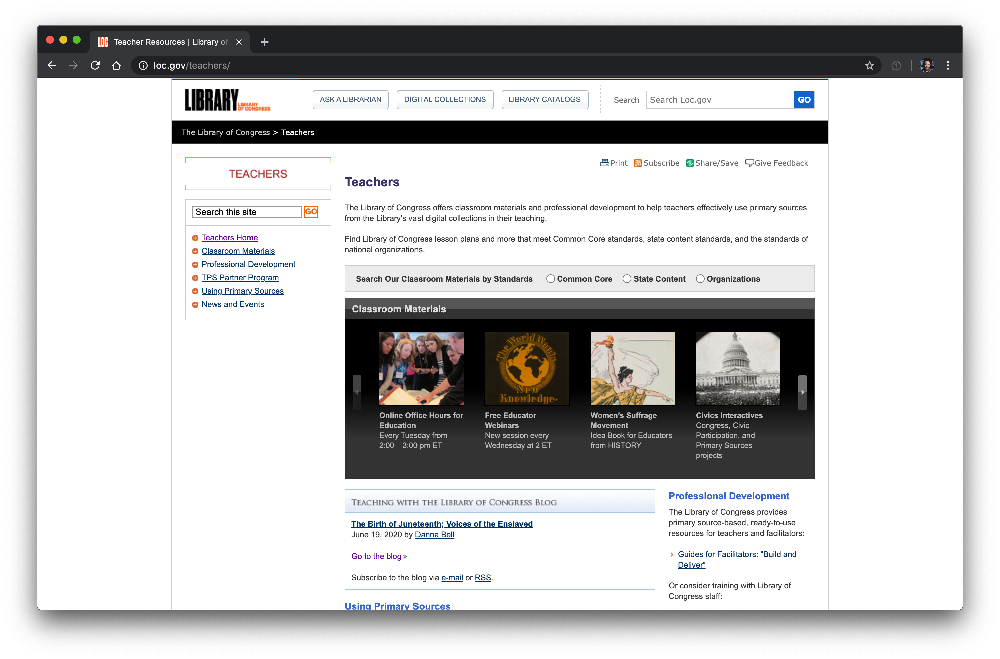 Teacher Resources | Library of
loc.gov/teachers/
LIBRARY
LIBRARY
OF CONGRESS
ASK A LIBRARIAN
DIGITAL COLLECTIONS
LIBRARY CATALOGS
Search
Search Loc.gov
GO
The Library of Congress > Teachers
TEACHERS
Search this site
GO
Teachers Home
Classroom Materials
Professional Development
TPS Partner Program
Using Primary Sources
News and Events
Print
Subscribe
Share/Save
Give Feedback
Teachers
The Library of Congress offers classroom materials and professional development to help teachers effectively use primary sources
from the Library's vast digital collections in their teaching.
Find Library of Congress lesson plans and more that meet Common Core standards, state content standards, and the standards of
national organizations.
Search Our Classroom Materials by Standards
Common Core
State Content
Organizations
Classroom Materials
The World Wants
New
Knowledge-
Online Office Hours for
Education
Every Tuesday from
2:00 – 3:00 pm ET
Free Educator
Webinars
New session every
Wednesday at 2 ET
Women’s Suffrage
Movement
Idea Book for Educators
from HISTORY
Civics Interactives
Congress, Civic
Participation, and
Primary Sources
projects
TEACHING WITH THE LIBRARY OF CONGRESS BLOG
The Birth of Juneteenth; Voices of the Enslaved
June 19, 2020 by Danna Bell
Go to the blog »
Subscribe to the blog via e-mail or RSS.
Using Primary Sources
Professional Development
The Library of Congress provides
primary source-based, ready-to-use
resources for teachers and facilitators:
Guides for Facilitators: “Build and
Deliver”
Or consider training with Library of
Congress staff: